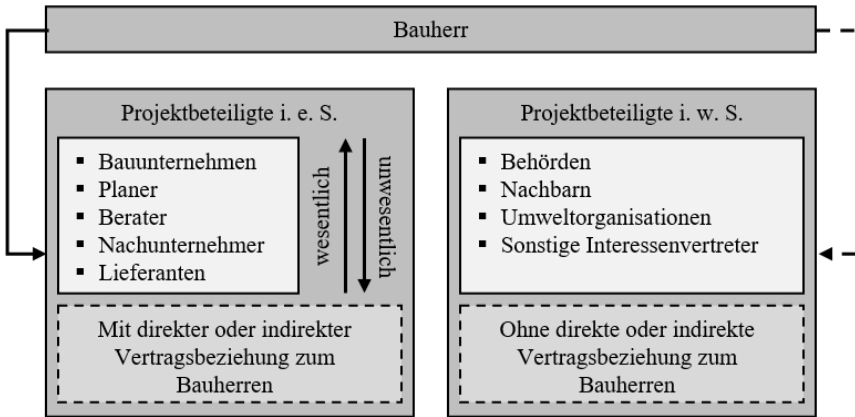 Bauherr
Projektbeteiligte i. e. S.
▪ Bauunternehmen
▪ Planer
▪ Berater
▪ Nachunternehmer
▪ Lieferanten
wesentlich
unwesentlich
Mit direkter oder indirekter
Vertragsbeziehung zum
Bauherren
Projektbeteiligte i. w. S.
▪ Behörden
▪ Nachbarn
▪ Umweltorganisationen
▪ Sonstige Interessenvertreter
Ohne direkte oder indirekte
Vertragsbeziehung zum
Bauherren